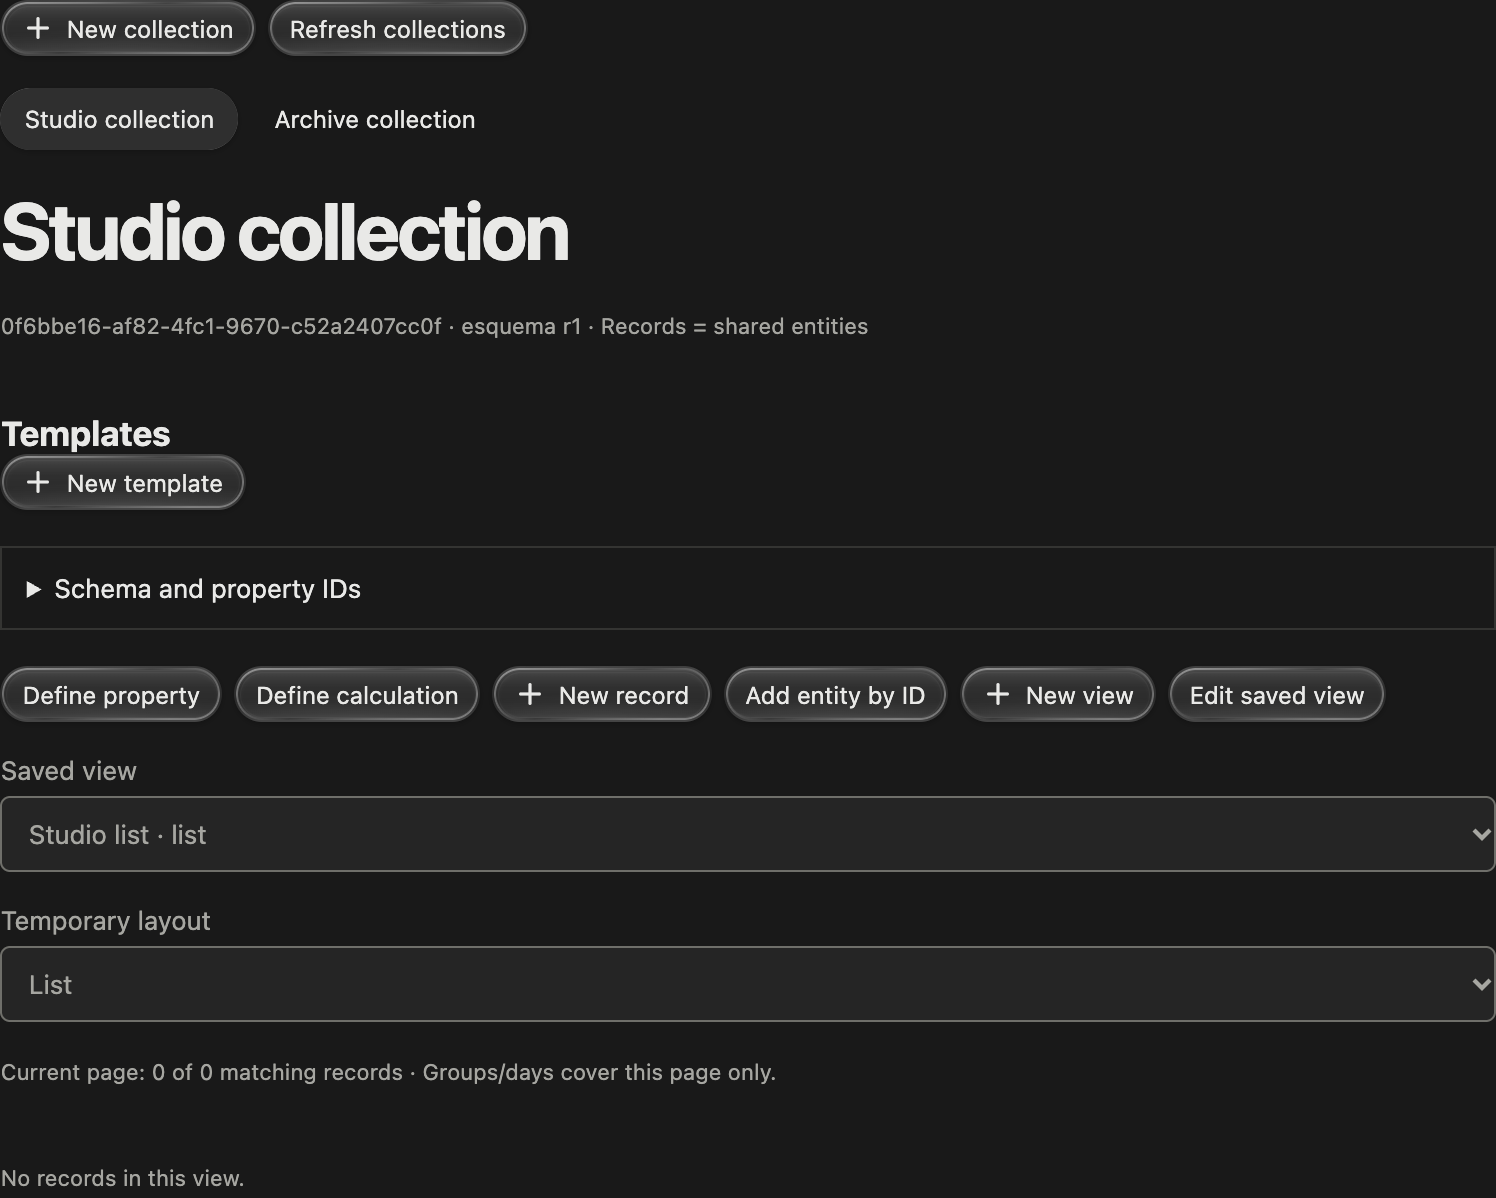 + New collection Refresh collections
Studio collection Archive collection
Studio collection
0f6bbe16-af82-4fc1-9670-c52a2407cc0f · esquema r1 · Records = shared entities
Templates
+ New template
▶ Schema and property IDs
Define property Define calculation + New record Add entity by ID + New view Edit saved view
Saved view
Studio list · list
Temporary layout
List
Current page: 0 of 0 matching records · Groups/days cover this page only.
No records in this view.